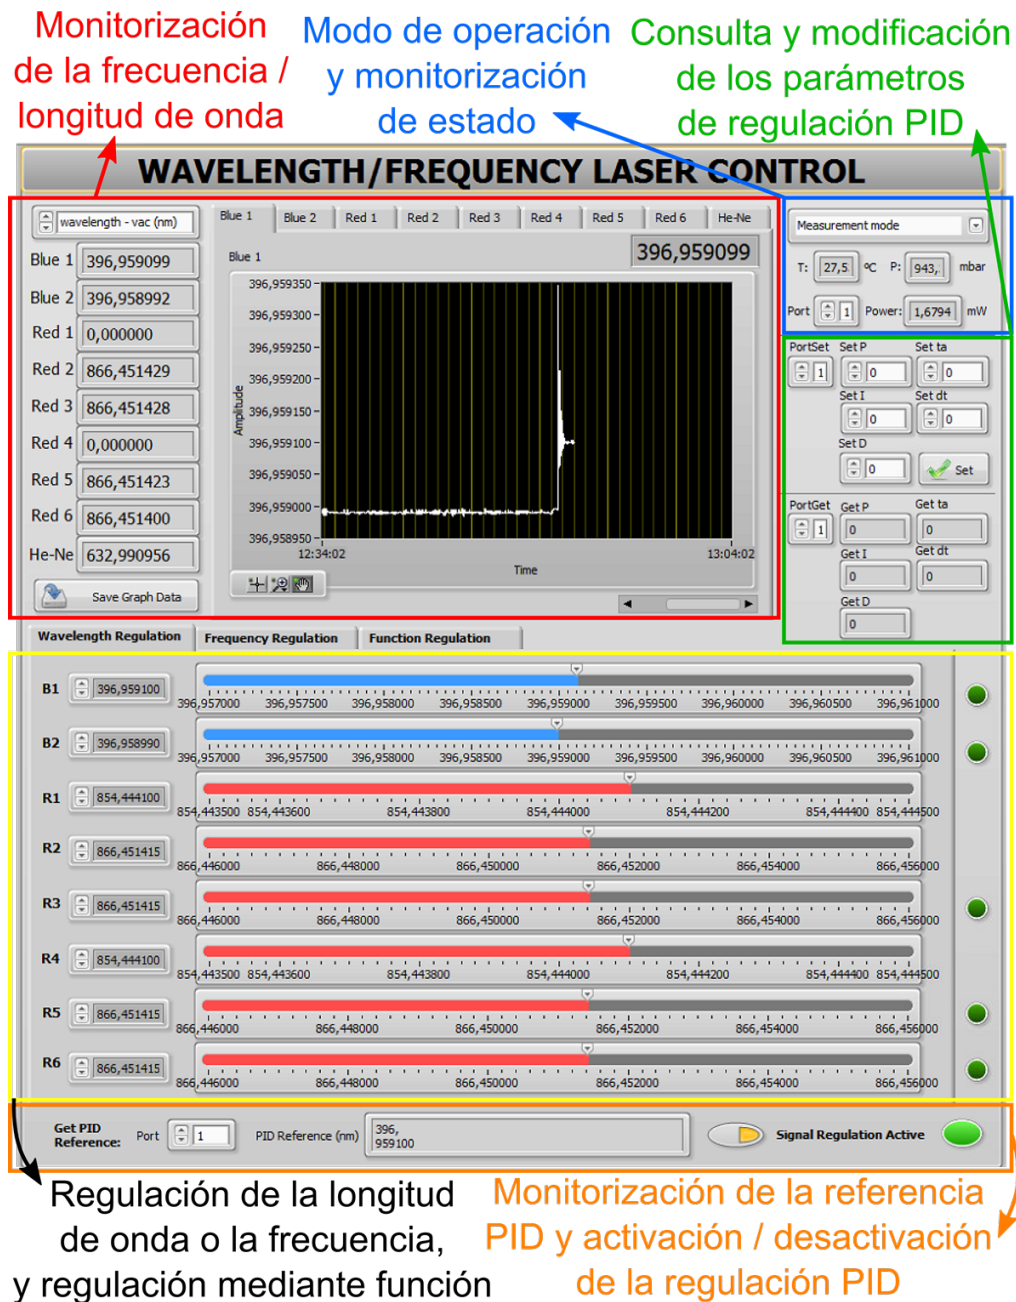 Monitorización
de la frecuencia /
longitud de onda
Modo de operación
y monitorización
de estado
Consulta y modificación
de los parámetros
de regulación PID
WAVELENGTH/FREQUENCY LASER CONTROL
wavelength - vac (nm)
Blue 1 396,959099
Blue 2 396,958992
Red 1 0,000000
Red 2 866,451429
Red 3 866,451428
Red 4 0,000000
Red 5 866,451423
Red 6 866,451400
He-Ne 632,990956
Save Graph Data
Blue 1 Blue 2 Red 1 Red 2 Red 3 Red 4 Red 5 Red 6 He-Ne
Blue 1 396,959099
396,959350
396,959300
396,959250
396,959200
396,959150
396,959100
396,959050
396,959000
396,958950
Amplitude
12:34:02 13:04:02
Time
Measurement mode
T: 27,5 ºC P: 943, mbar
Port 1 Power: 1,6794 mW
PortSet Set P Set ta
1 0 0
Set I Set dt
0 0
Set D
0 Set
PortGet Get P Get ta
1 0 0
Get I Get dt
0 0
Get D
0
Wavelength Regulation Frequency Regulation Function Regulation
B1 396,959100
396,957000 396,957500 396,958000 396,958500 396,959000 396,959500 396,960000 396,960500 396,961000
B2 396,958990
396,957000 396,957500 396,958000 396,958500 396,959000 396,959500 396,960000 396,960500 396,961000
R1 854,444100
854,443500 854,443600 854,443800 854,444000 854,444200 854,444400 854,444500
R2 866,451415
866,446000 866,448000 866,450000 866,452000 866,454000 866,456000
R3 866,451415
866,446000 866,448000 866,450000 866,452000 866,454000 866,456000
R4 854,444100
854,443500 854,443600 854,443800 854,444000 854,444200 854,444400 854,444500
R5 866,451415
866,446000 866,448000 866,450000 866,452000 866,454000 866,456000
R6 866,451415
866,446000 866,448000 866,450000 866,452000 866,454000 866,456000
Get PID
Reference: Port 1 PID Reference (nm) 396,
959100
Signal Regulation Active
Regulación de la longitud
de onda o la frecuencia,
y regulación mediante función
Monitorización de la referencia
PID y activación / desactivación
de la regulación PID